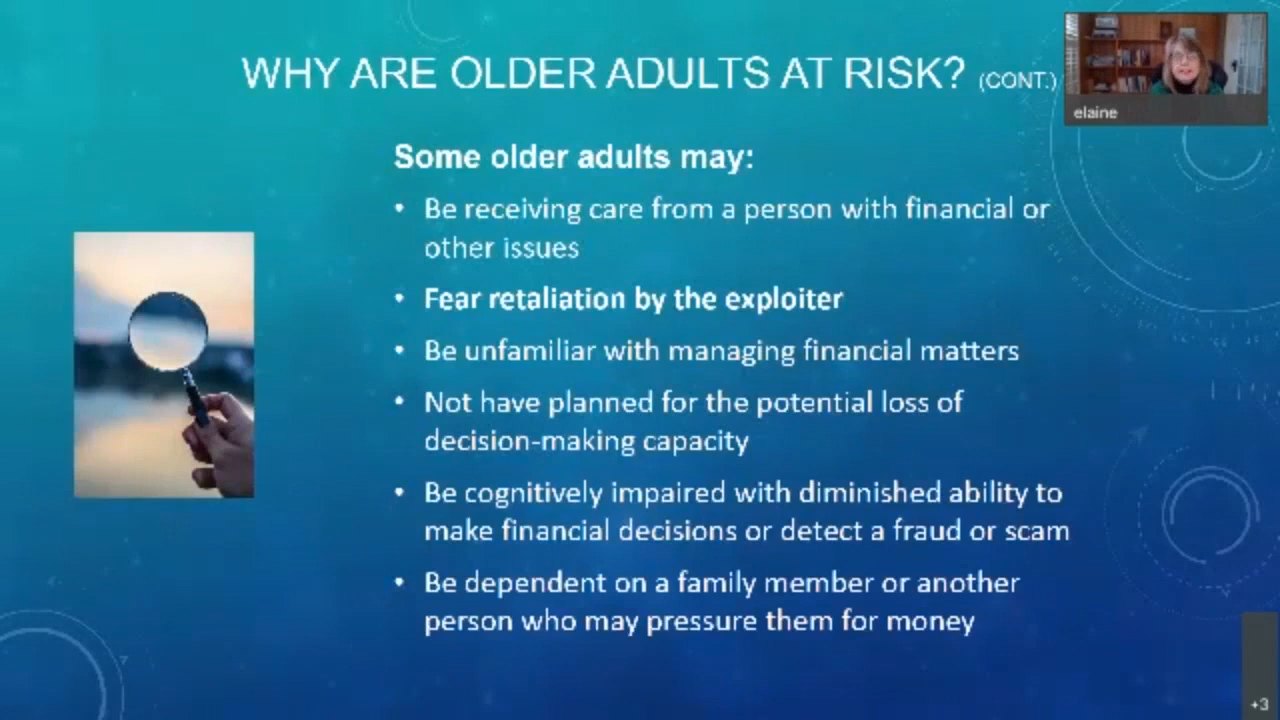 WHY ARE OLDER ADULTS AT RISK? (CONT.)
elaine
Some older adults may:
• Be receiving care from a person with financial or
other issues
• Fear retaliation by the exploiter
• Be unfamiliar with managing financial matters
• Not have planned for the potential loss of
decision-making capacity
• Be cognitively impaired with diminished ability to
make financial decisions or detect a fraud or scam
• Be dependent on a family member or another
person who may pressure them for money
+3